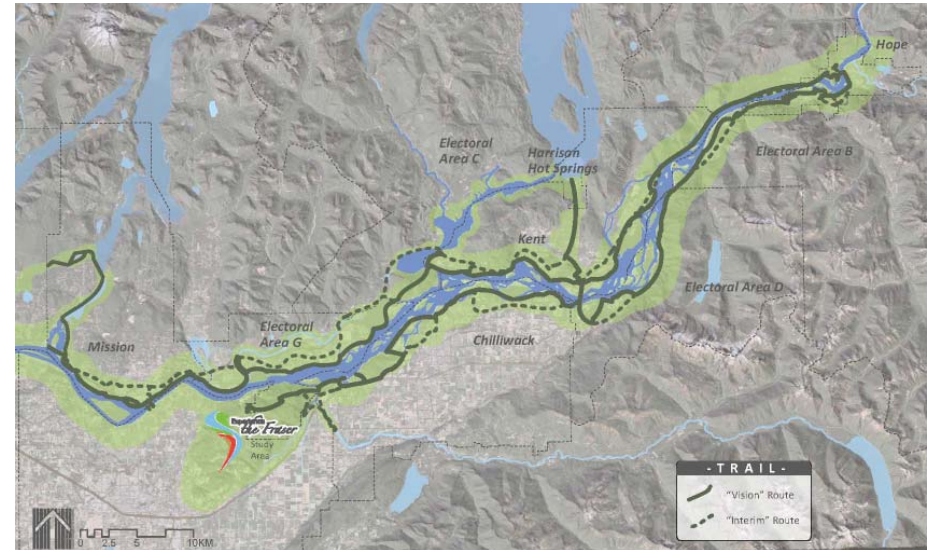 Hope
Electoral
Area C
Harrison
Hot Springs
Electoral Area B
Kent
Electoral Area D
Electoral
Area G
Mission
Chilliwack
Experience
the Fraser
Study
Area
- T R A I L -
"Vision" Route
"Interim" Route
0 2.5 5 10KM